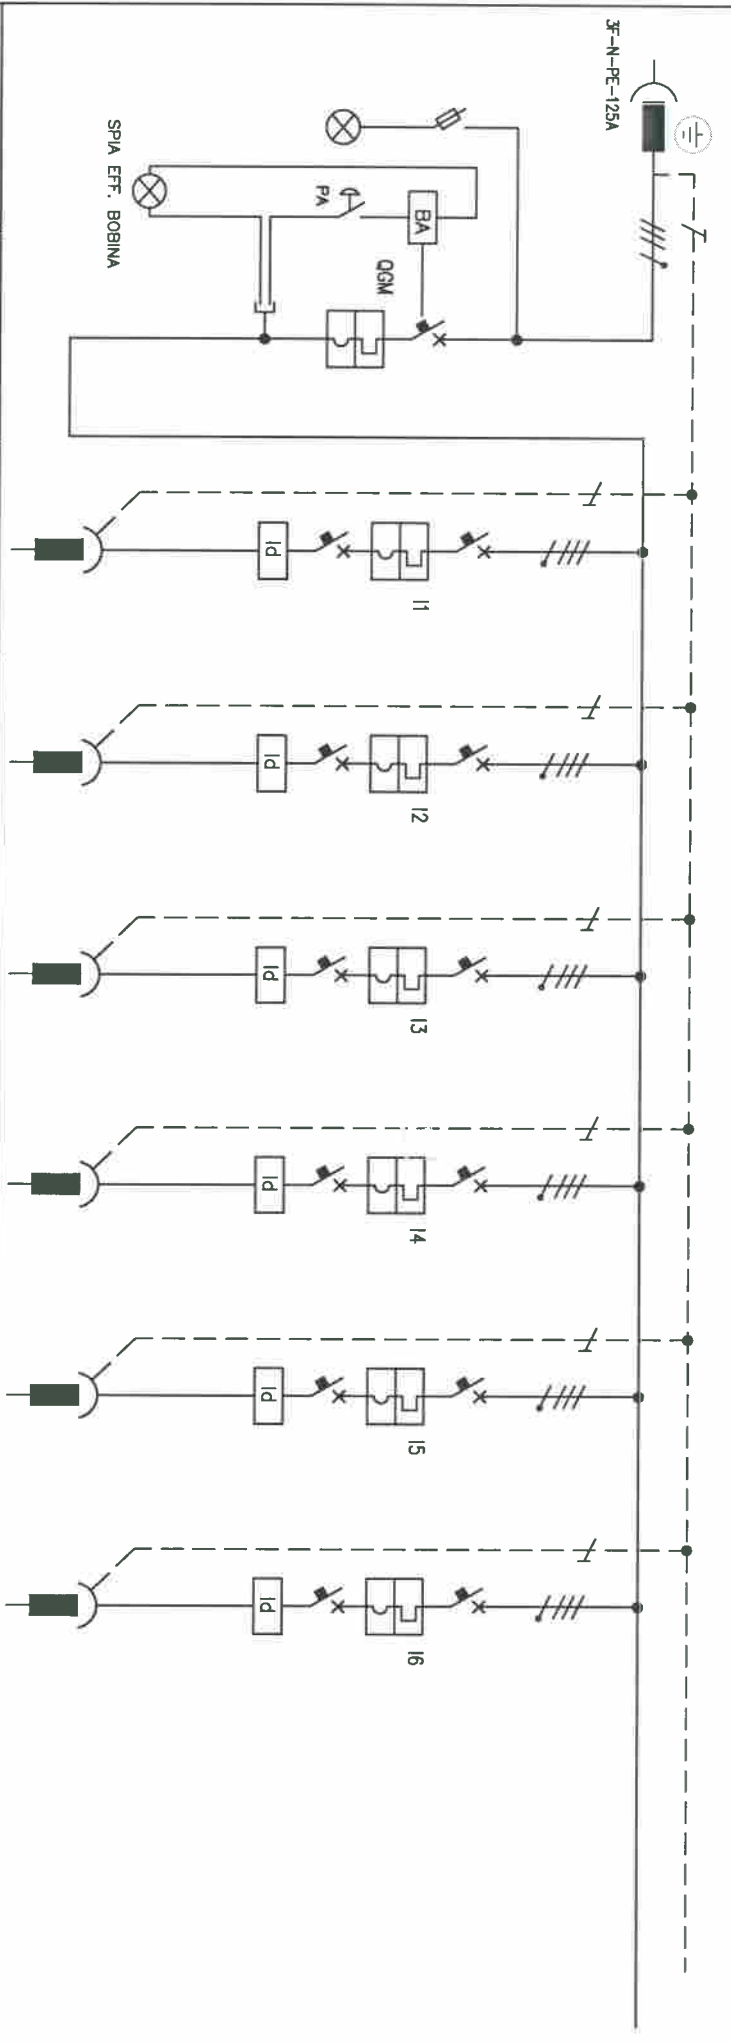 3F-N-PE-125A
SPIA EFF. BOBINA
PA
BA
QGM
Id
I1
Id
I2
Id
I3
Id
I4
Id
I5
Id
I6